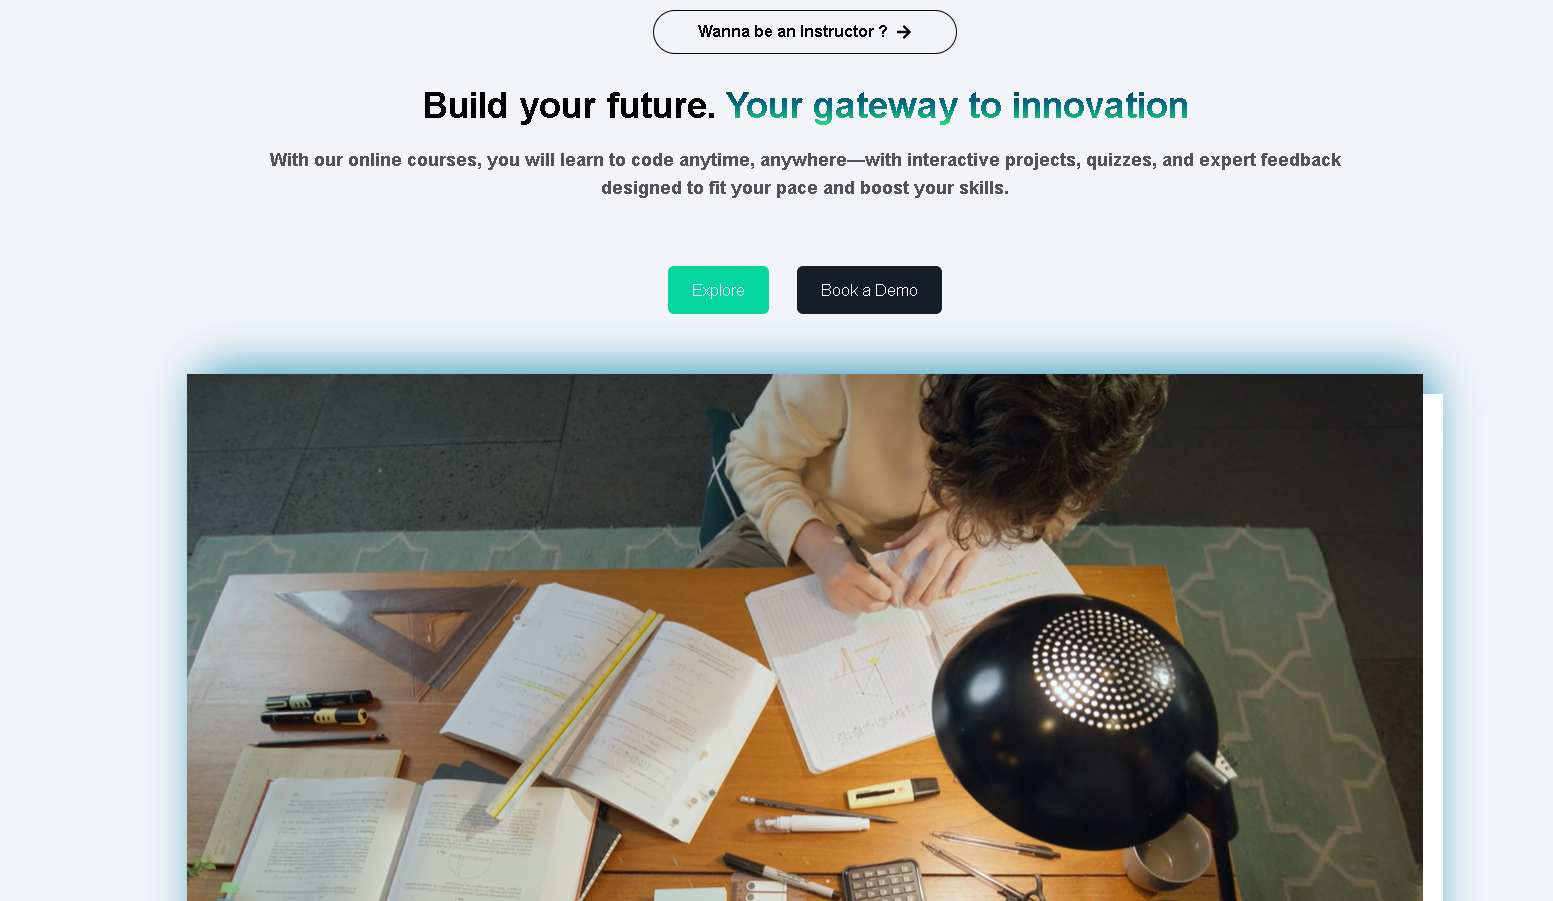 Wanna be an Instructor ?
Build your future. Your gateway to innovation
With our online courses, you will learn to code anytime, anywhere—with interactive projects, quizzes, and expert feedback
designed to fit your pace and boost your skills.
Explore
Book a Demo